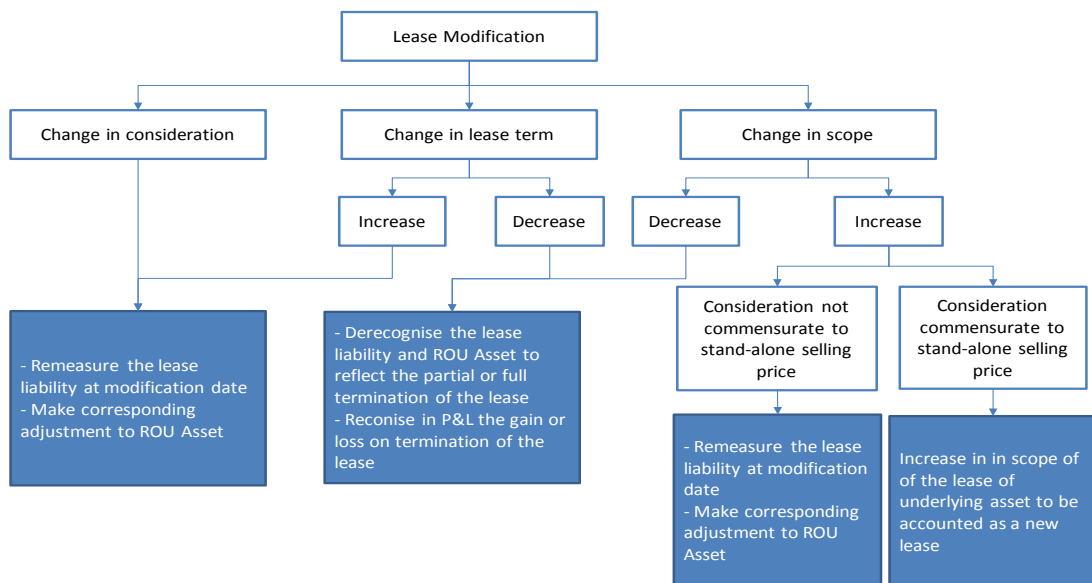 Lease Modification
Change in consideration
Change in lease term
Change in scope
Increase
Decrease
Decrease
Increase
Consideration not
commensurate to
stand-alone selling
price
Consideration
commensurate to
stand-alone selling
price
- Remeasure the lease
liability at modification date
- Make corresponding
adjustment to ROU Asset
- Derecognise the lease
liability and ROU Asset to
reflect the partial or full
termination of the lease
- Reconise in P&L the gain or
loss on termination of the
lease
- Remeasure the lease
liability at modification
date
- Make corresponding
adjustment to ROU
Asset
Increase in in scope of
of the lease of
underlying asset to be
accounted as a new
lease